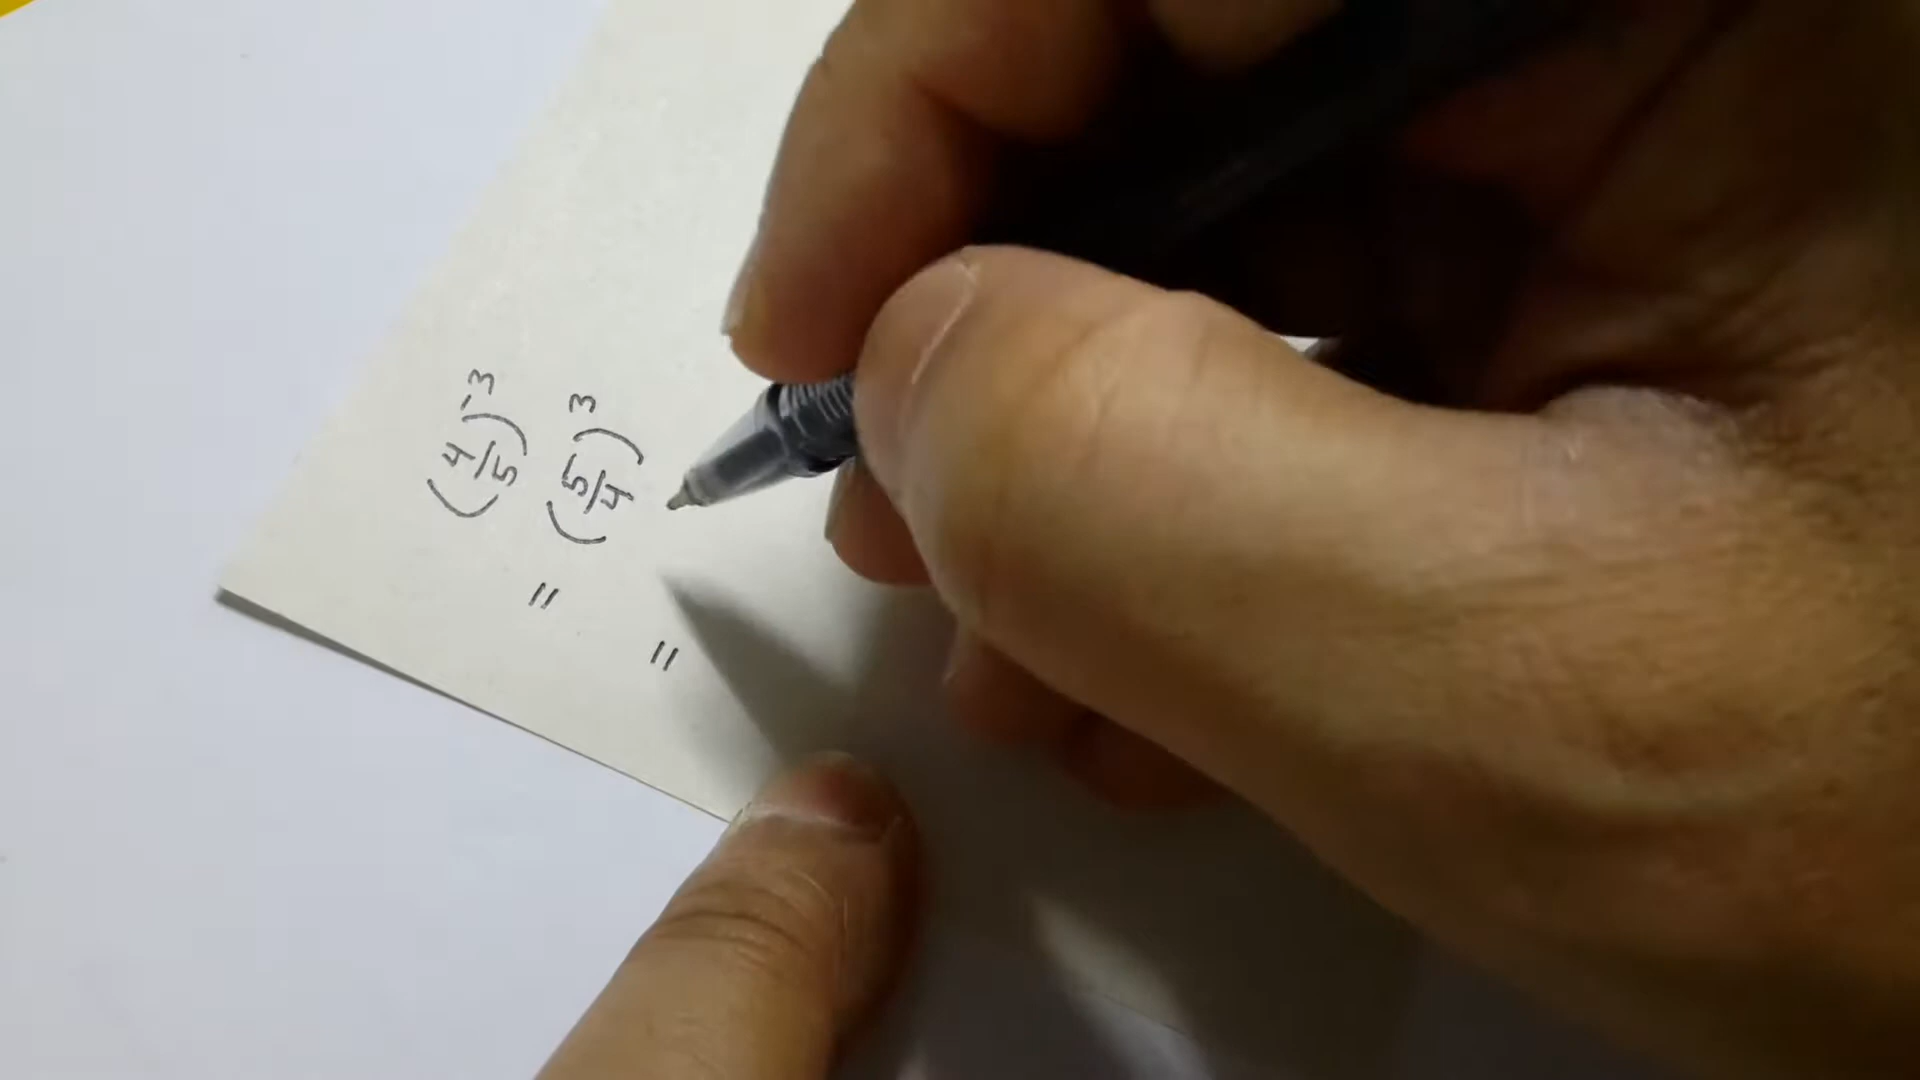 (4/5)^-3
= (5/4)^3
=